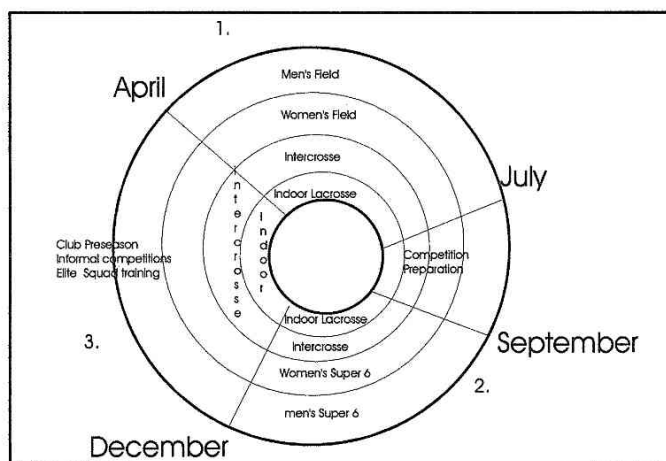 1.
Men's Field
April
Women's Field
Intercrosse
Indoor Lacrosse
July
intercrosse
Indoor
Club Preseason
Informal competitions
Elite Squad training
Competition
Preparation
Indoor Lacrosse
September
3.
Intercrosse
Women's Super 6
2.
men's Super 6
December